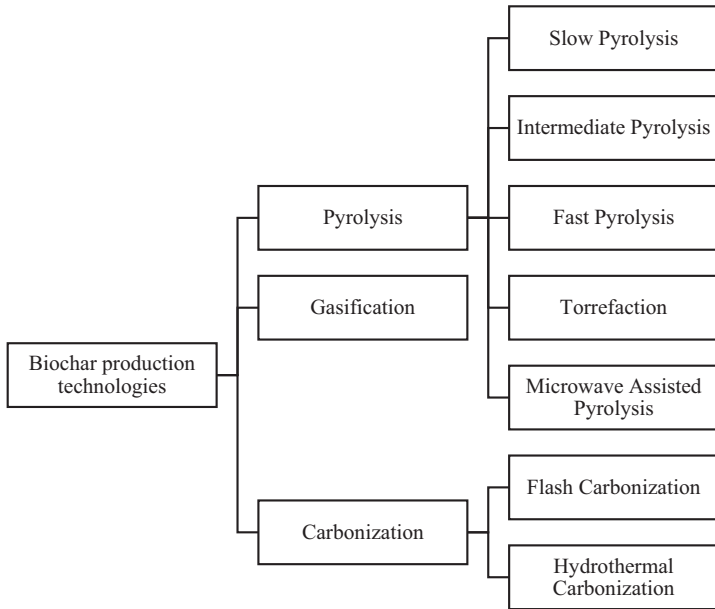 Biochar production
technologies
Pyrolysis
Gasification
Carbonization
Slow Pyrolysis
Intermediate Pyrolysis
Fast Pyrolysis
Torrefaction
Microwave Assisted
Pyrolysis
Flash Carbonization
Hydrothermal
Carbonization